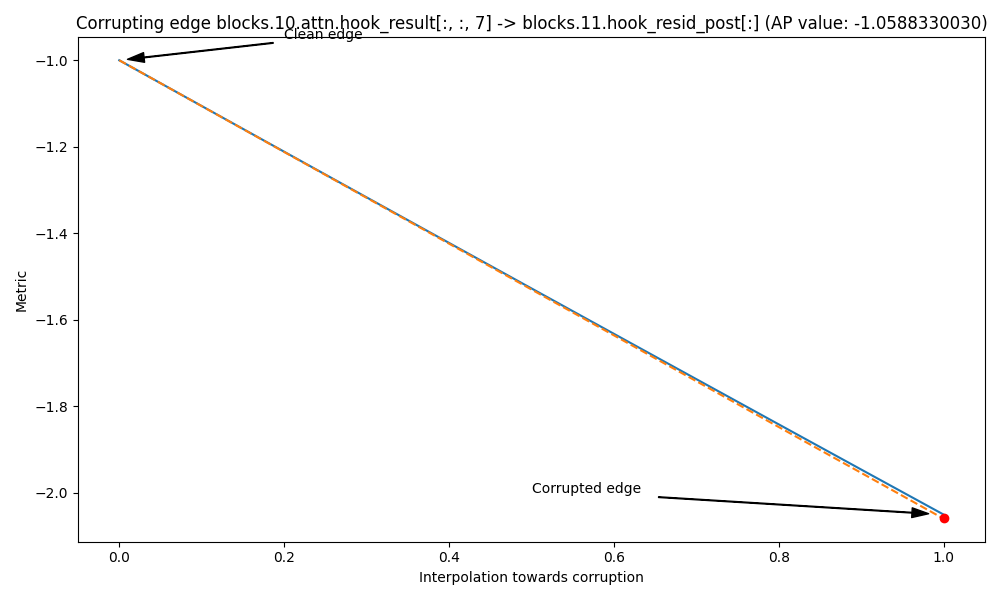 Corrupting edge blocks.10.attn.hook_result[:, :, 7] -> blocks.11.hook_resid_post[:] (AP value: -1.0588330030)
Clean edge
−1.0
−1.2
−1.4
−1.6
−1.8
−2.0
Metric
Corrupted edge
0.0 0.2 0.4 0.6 0.8 1.0
Interpolation towards corruption